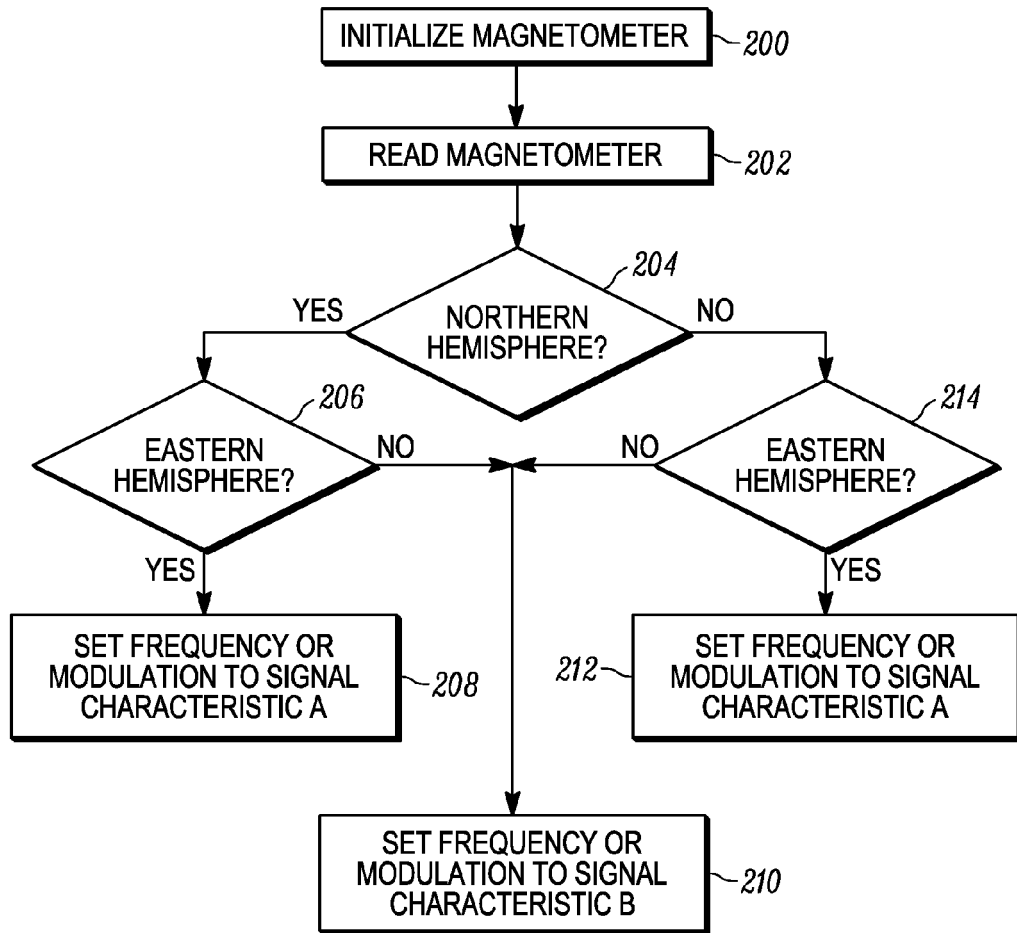 INITIALIZE MAGNETOMETER
200
READ MAGNETOMETER
202
204
YES
NORTHERN
HEMISPHERE?
NO
206
214
EASTERN
HEMISPHERE?
NO
NO
EASTERN
HEMISPHERE?
YES
YES
SET FREQUENCY OR
MODULATION TO SIGNAL
CHARACTERISTIC A
208
212
SET FREQUENCY OR
MODULATION TO SIGNAL
CHARACTERISTIC A
SET FREQUENCY OR
MODULATION TO SIGNAL
CHARACTERISTIC B
210